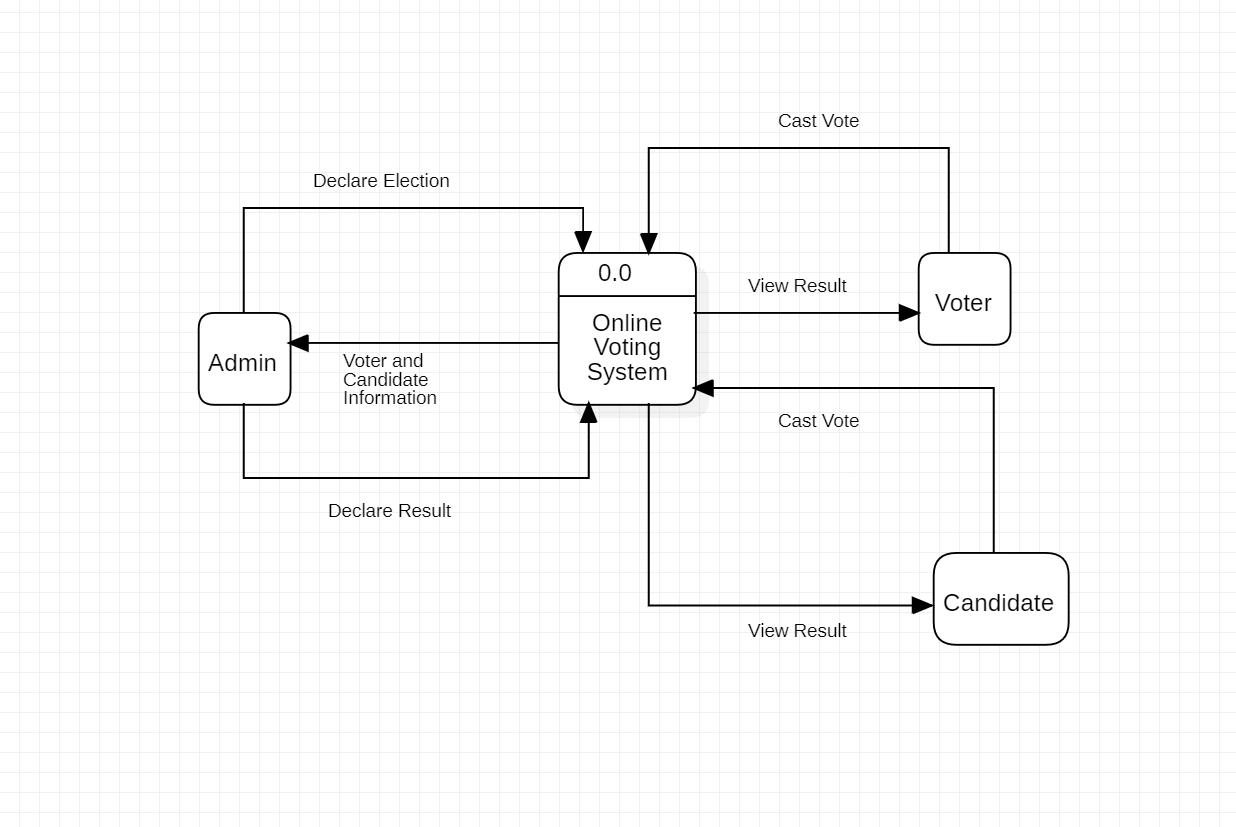 Cast Vote
Declare Election
0.0
View Result
Voter
Online
Voting
System
Admin
Voter and
Candidate
Information
Cast Vote
Declare Result
Candidate
View Result